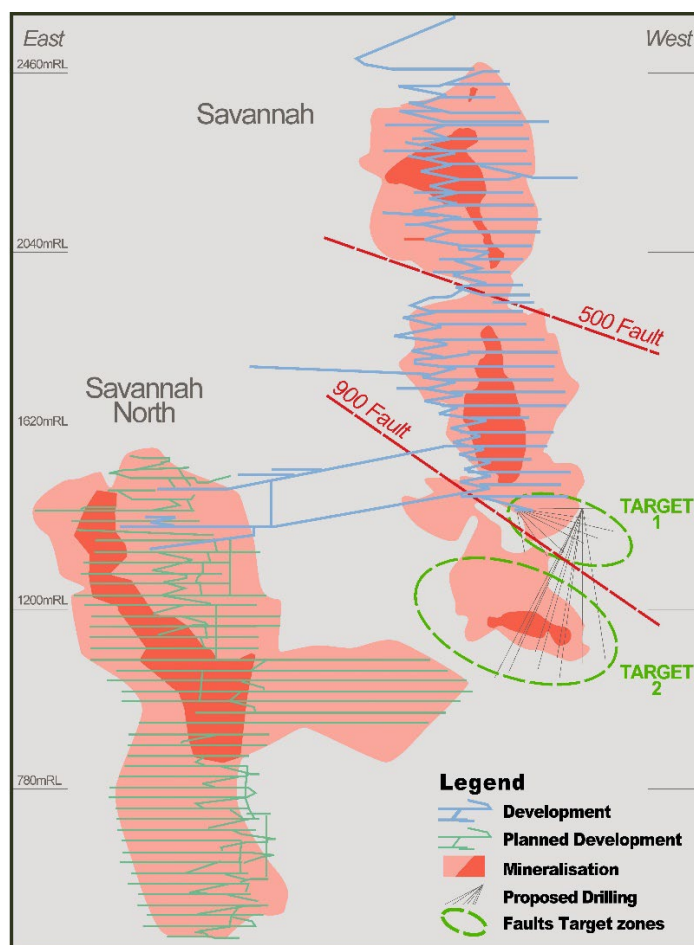 East
West
2460mRL
Savannah
2040mRL
500 Fault
Savannah
North
900 Fault
1620mRL
TARGET
1
1200mRL
TARGET
2
780mRL
Legend
Development
Planned Development
Mineralisation
Proposed Drilling
Faults Target zones